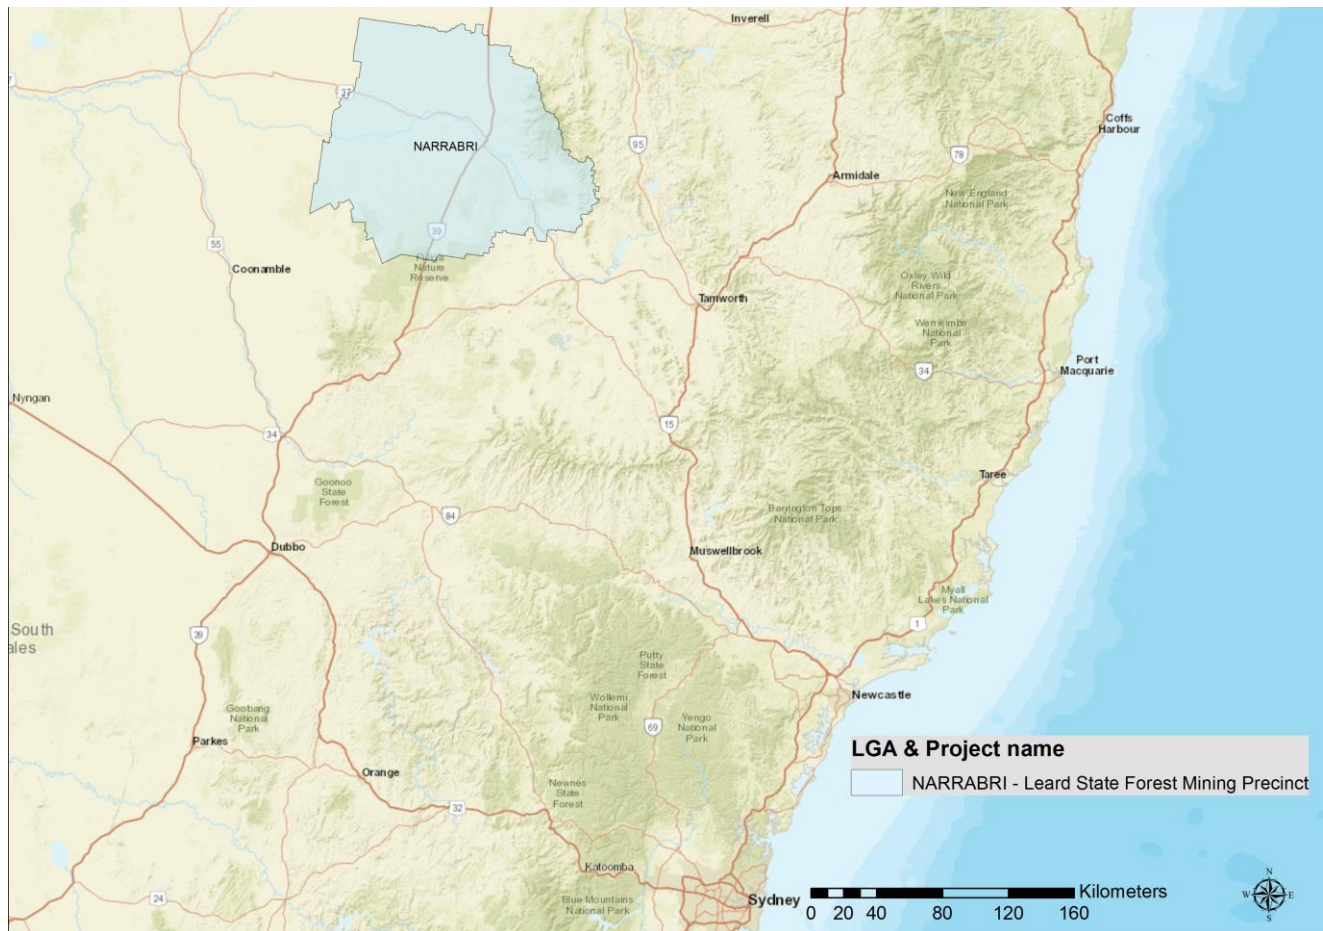 Inverell
37
37
Coffs
Harbour
NARRABRI
95
78
Armidale
New England
National Park
39
55
Nature
Reserve
Coonamble
Oxley Wild
Rivers
National Park
Tamworth
Werrikimbe
National
Park
Port
Macquarie
34
Nyngan
15
34
Taree
Goonoo
State
Forest
Barrington Tops
National Park
84
Dubbo
Muswellbrook
Myall
Lakes National
Park
1
South
ales
39
Putty
State
Forest
Wollemi
National
Park
Yengo
National
Park
69
Newcastle
Goobang
National
Park
Parkes
LGA & Project name
NARRABRI - Leard State Forest Mining Precinct
Orange
Newnes
State
Forest
32
Katoomba
24
Blue Mountains
National Park
Sydney
Kilometers
0 20 40 80 120 160
N
W E
S